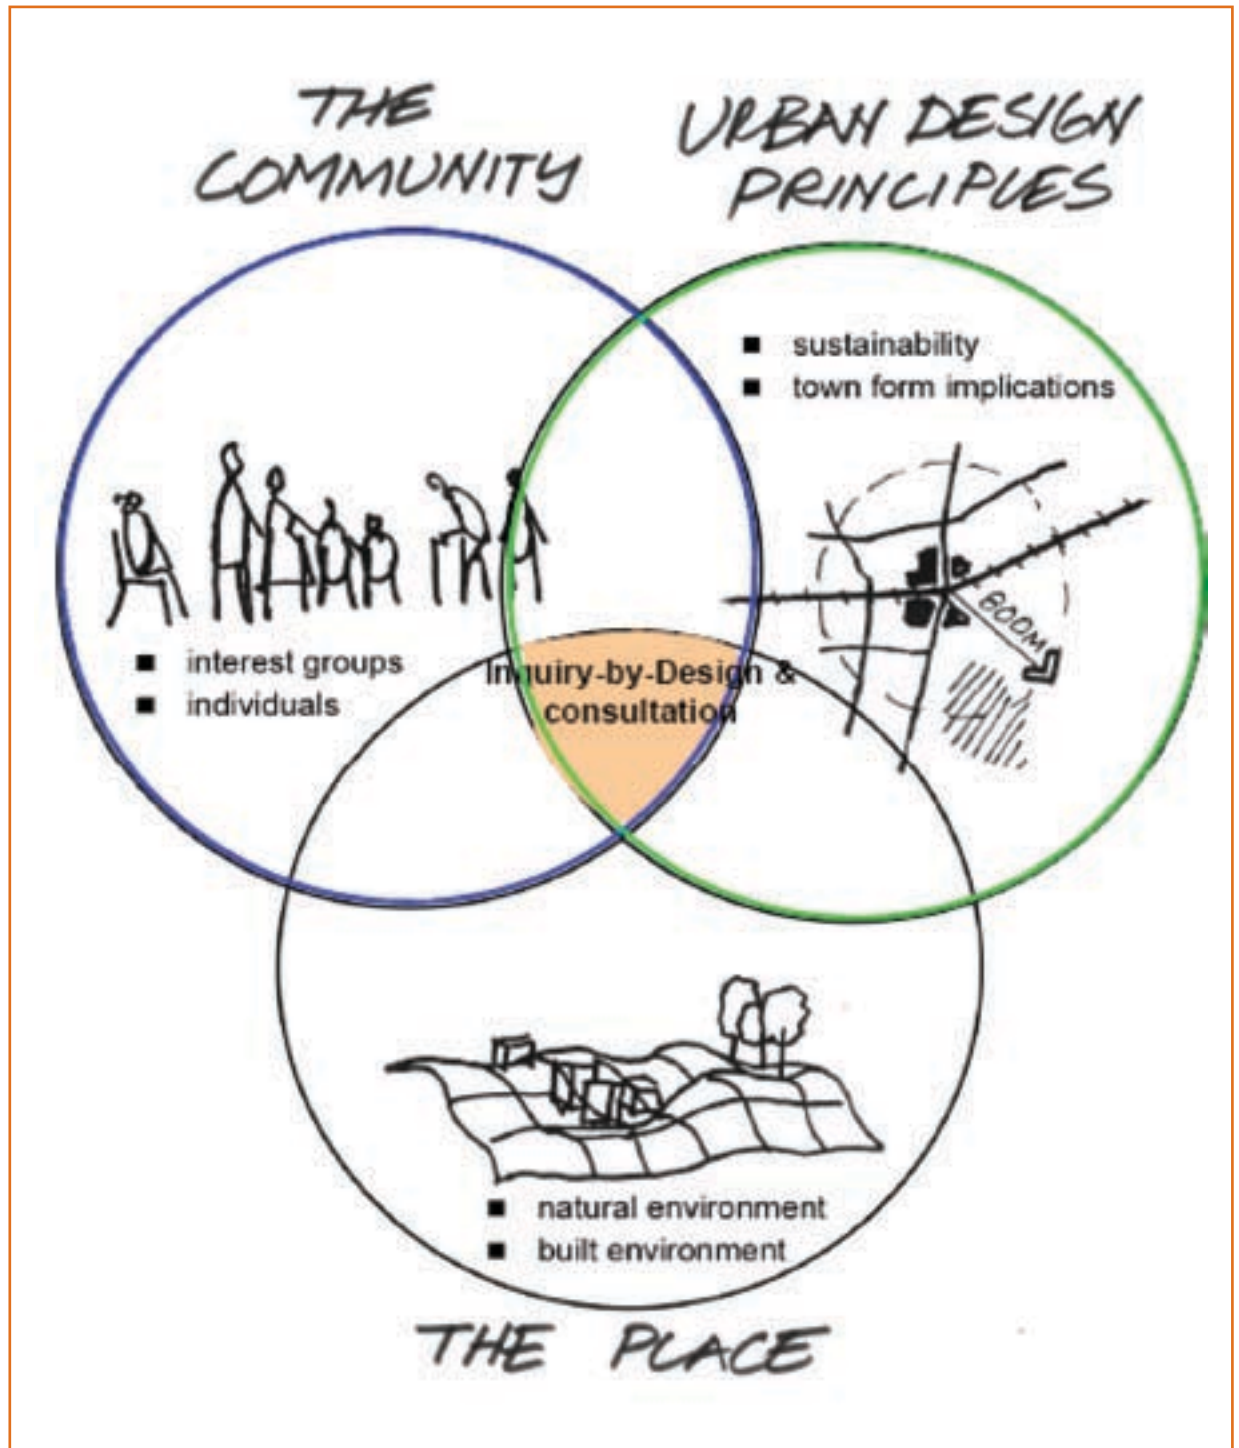 THE
COMMUNITY
URBAN DESIGN
PRINCIPLES
■ sustainability
■ town form implications
800M
■ interest groups
■ individuals
Inquiry-by-Design &
consultation
■ natural environment
■ built environment
THE PLACE